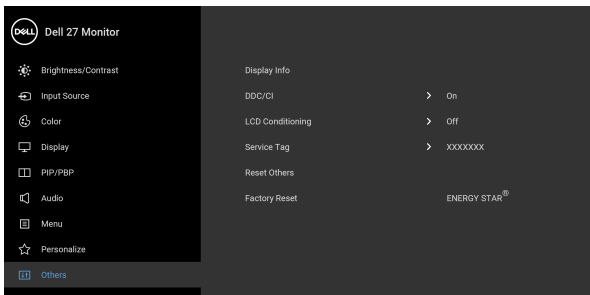 DELL Dell 27 Monitor
Brightness/Contrast
Display Info
Input Source
DDC/CI > On
Color
LCD Conditioning > Off
Display
Service Tag > XXXXXXX
PIP/PBP
Reset Others
Audio
Factory Reset ENERGY STAR®
Menu
Personalize
Others